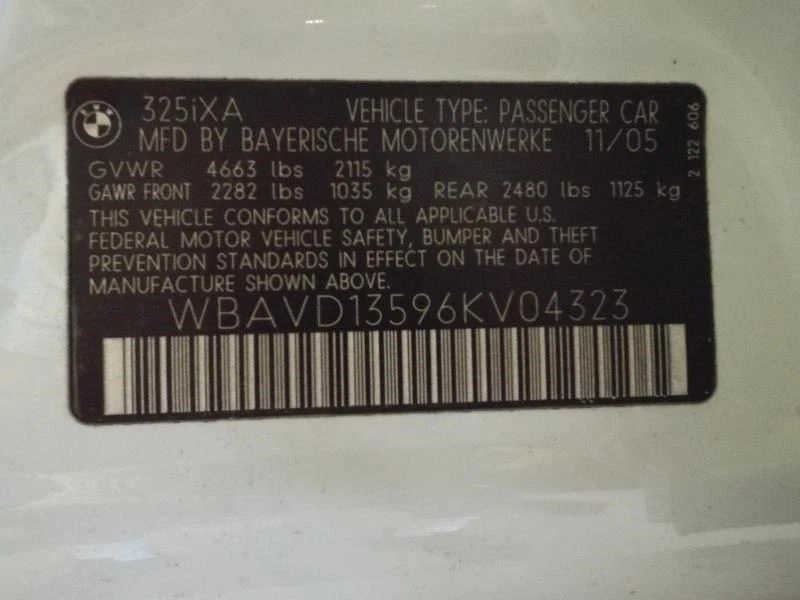 BMW
325iXA VEHICLE TYPE: PASSENGER CAR
MFD BY BAYERISCHE MOTORENWERKE 11/05
GVWR 4663 lbs 2115 kg
GAWR FRONT 2282 lbs 1035 kg REAR 2480 lbs 1125 kg
THIS VEHICLE CONFORMS TO ALL APPLICABLE U.S.
FEDERAL MOTOR VEHICLE SAFETY, BUMPER AND THEFT
PREVENTION STANDARDS IN EFFECT ON THE DATE OF
MANUFACTURE SHOWN ABOVE.
WBAVD13596KV04323
2 122 606